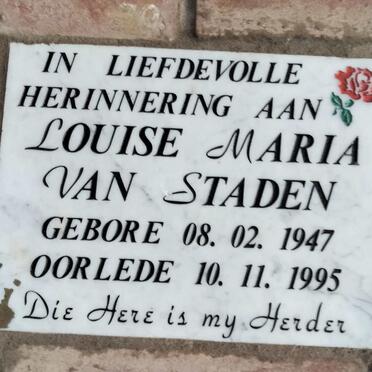 IN LIEFDEVOLLE
HERINNERING AAN
LOUISE MARIA
VAN STADEN
GEBORE 08. 02. 1947
OORLEDE 10. 11. 1995
Die Here is my Herder